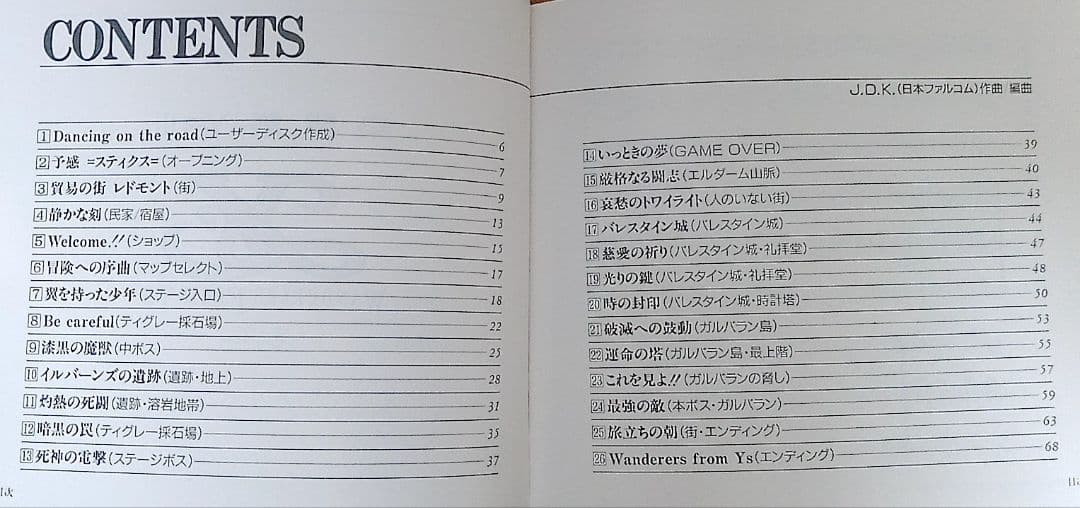 CONTENTS
1 Dancing on the road(ユーザーディスク作成) 6
2 予感 =スティクス=(オープニング) 7
3 貿易の街 レドモント(街) 9
4 静かな刻(民家/宿屋) 13
5 Welcome.!!(ショップ) 15
6 冒険への序曲(マップセレクト) 17
7 翼を持った少年(ステージ入口) 18
8 Be careful(ティグレー採石場) 22
9 漆黒の魔獣(中ボス) 25
10 イルバーンズの遺跡(遺跡・地上) 28
11 灼熱の死闘(遺跡・溶岩地帯) 31
12 暗黒の罠(ティグレー採石場) 35
13 死神の電撃(ステージボス) 37
J.D.K.(日本ファルコム)作曲 編曲
14 いっときの夢(GAME OVER) 39
15 厳格なる闘志(エルダーム山脈) 40
16 哀愁のトワイライト(人のいない街) 43
17 バレスタイン城(バレスタイン城) 44
18 慈愛の祈り(バレスタイン城・礼拝堂) 47
19 光りの鍵(バレスタイン城・礼拝堂) 48
20 時の封印(バレスタイン城・時計塔) 50
21 破滅への鼓動(ガルバラン島) 53
22 運命の塔(ガルバラン島・最上階) 55
23 これを見よ!!(ガルバランの脅し) 57
24 最強の敵(本ボス・ガルバラン) 59
25 旅立ちの朝(街・エンディング) 63
26 Wanderers from Ys(エンディング) 68